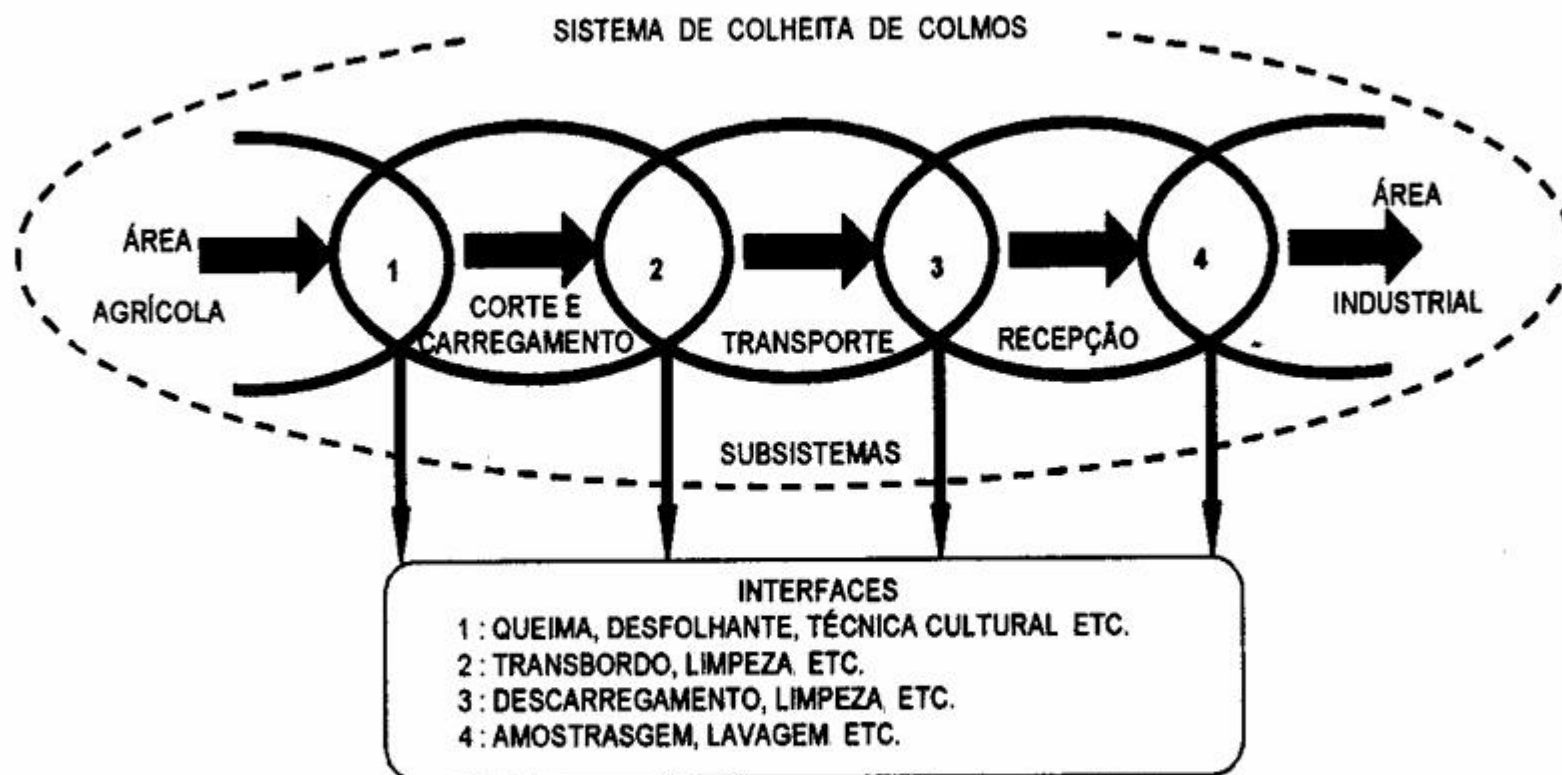 SISTEMA DE COLHEITA DE COLMOS
ÁREA
AGRÍCOLA
1
CORTE E
CARREGAMENTO
2
TRANSPORTE
3
RECEPÇÃO
4
ÁREA
INDUSTRIAL
SUBSISTEMAS
INTERFACES
1 : QUEIMA, DESFOLHANTE, TÉCNICA CULTURAL ETC.
2 : TRANSBORDO, LIMPEZA ETC.
3 : DESCARREGAMENTO, LIMPEZA ETC.
4 : AMOSTRASGEM, LAVAGEM ETC.